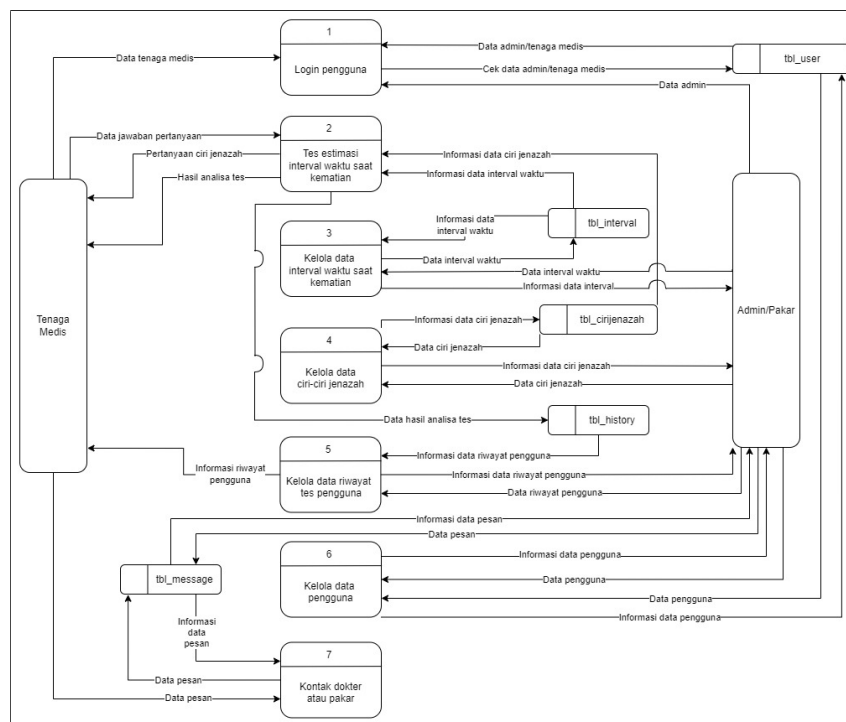 1
Login pengguna
Data tenaga medis
Data admin/tenaga medis
Cek data admin/tenaga medis
tbl_user
Data admin
2
Tes estimasi
interval waktu saat
kematian
Data jawaban pertanyaan
Pertanyaan ciri jenazah
Hasil analisa tes
Informasi data ciri jenazah
Informasi data interval waktu
tbl_interval
Informasi data
interval waktu
3
Kelola data
interval waktu saat
kematian
Data interval waktu
Data interval waktu
Informasi data interval
Tenaga
Medis
Admin/Pakar
Informasi data ciri jenazah
tbl_cirijenazah
4
Kelola data
ciri-ciri jenazah
Data ciri jenazah
Informasi data ciri jenazah
Data ciri jenazah
Data hasil analisa tes
tbl_history
5
Kelola data riwayat
tes pengguna
Informasi data riwayat pengguna
Informasi riwayat
pengguna
Informasi data riwayat pengguna
Data riwayat pengguna
Informasi data pesan
Data pesan
tbl_message
6
Kelola data
pengguna
Informasi data pengguna
Data pengguna
Data pengguna
Informasi data pengguna
Informasi
data
pesan
7
Kontak dokter
atau pakar
Data pesan
Data pesan